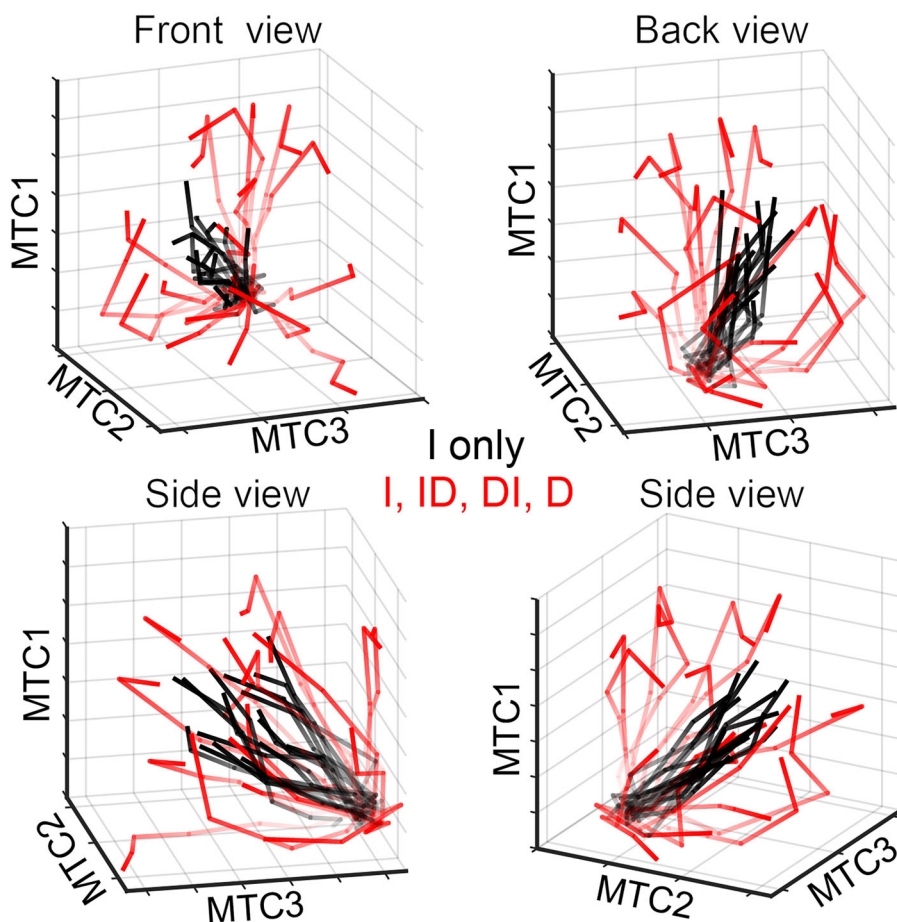 Front view
Back view
MTC1
MTC2
MTC3
MTC1
MTC2
MTC3
I only
I, ID, DI, D
Side view
Side view
MTC1
MTC2
MTC3
MTC1
MTC2
MTC3